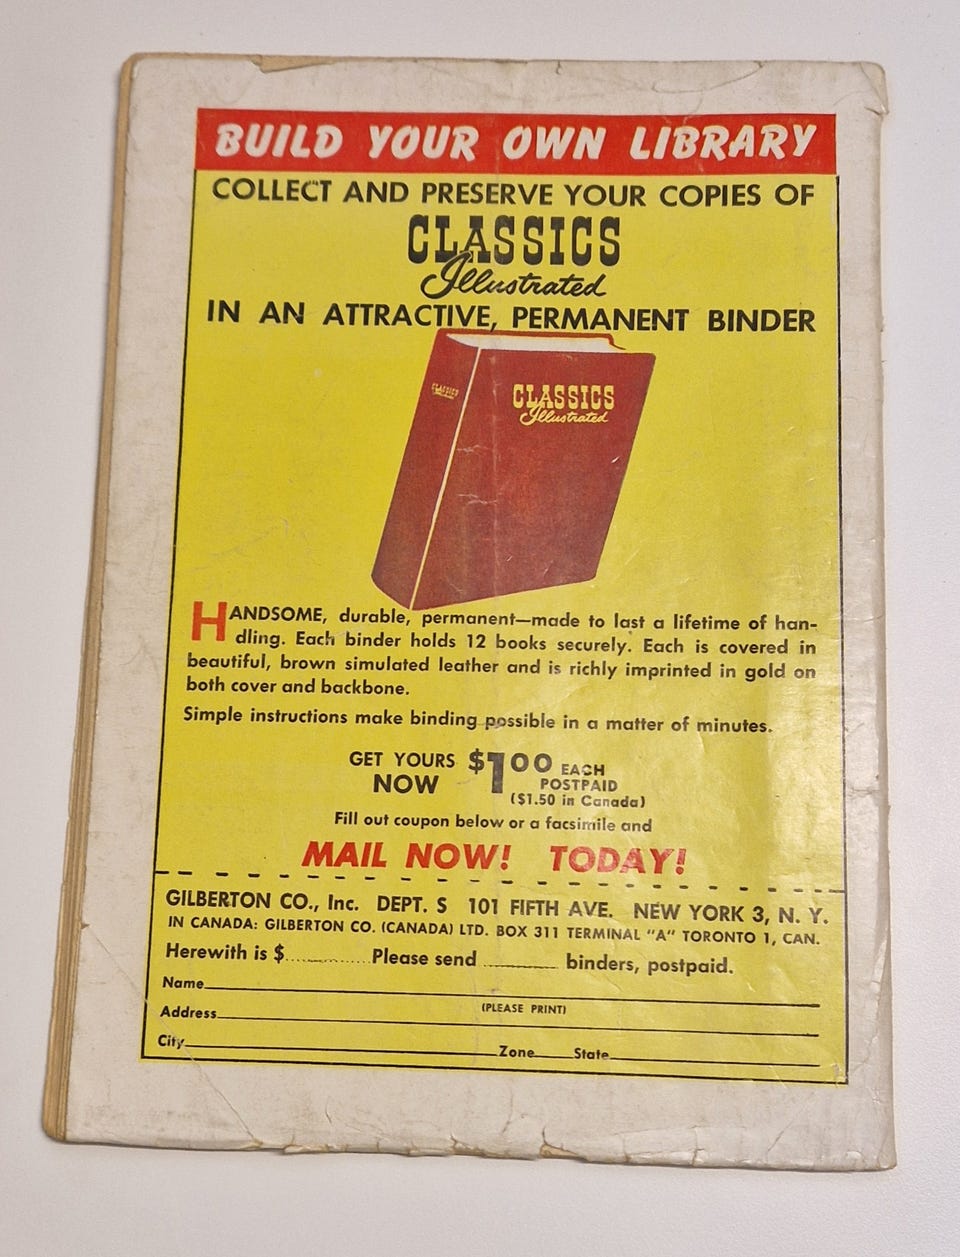 BUILD YOUR OWN LIBRARY
COLLECT AND PRESERVE YOUR COPIES OF
CLASSICS
Illustrated
IN AN ATTRACTIVE, PERMANENT BINDER
CLASSICS
Illustrated
CLASSICS
Illustrated
HANDSOME, durable, permanent—made to last a lifetime of han-
dling. Each binder holds 12 books securely. Each is covered in
beautiful, brown simulated leather and is richly imprinted in gold on
both cover and backbone.
Simple instructions make binding possible in a matter of minutes.
GET YOURS NOW $1.00 EACH
POSTPAID
($1.50 in Canada)
Fill out coupon below or a facsimile and
MAIL NOW! TODAY!
GILBERTON CO., Inc. DEPT. S 101 FIFTH AVE. NEW YORK 3, N. Y.
IN CANADA: GILBERTON CO. (CANADA) LTD. BOX 311 TERMINAL "A" TORONTO 1, CAN.
Herewith is $.................Please send ............... binders, postpaid.
Name
(PLEASE PRINT)
Address
City Zone State